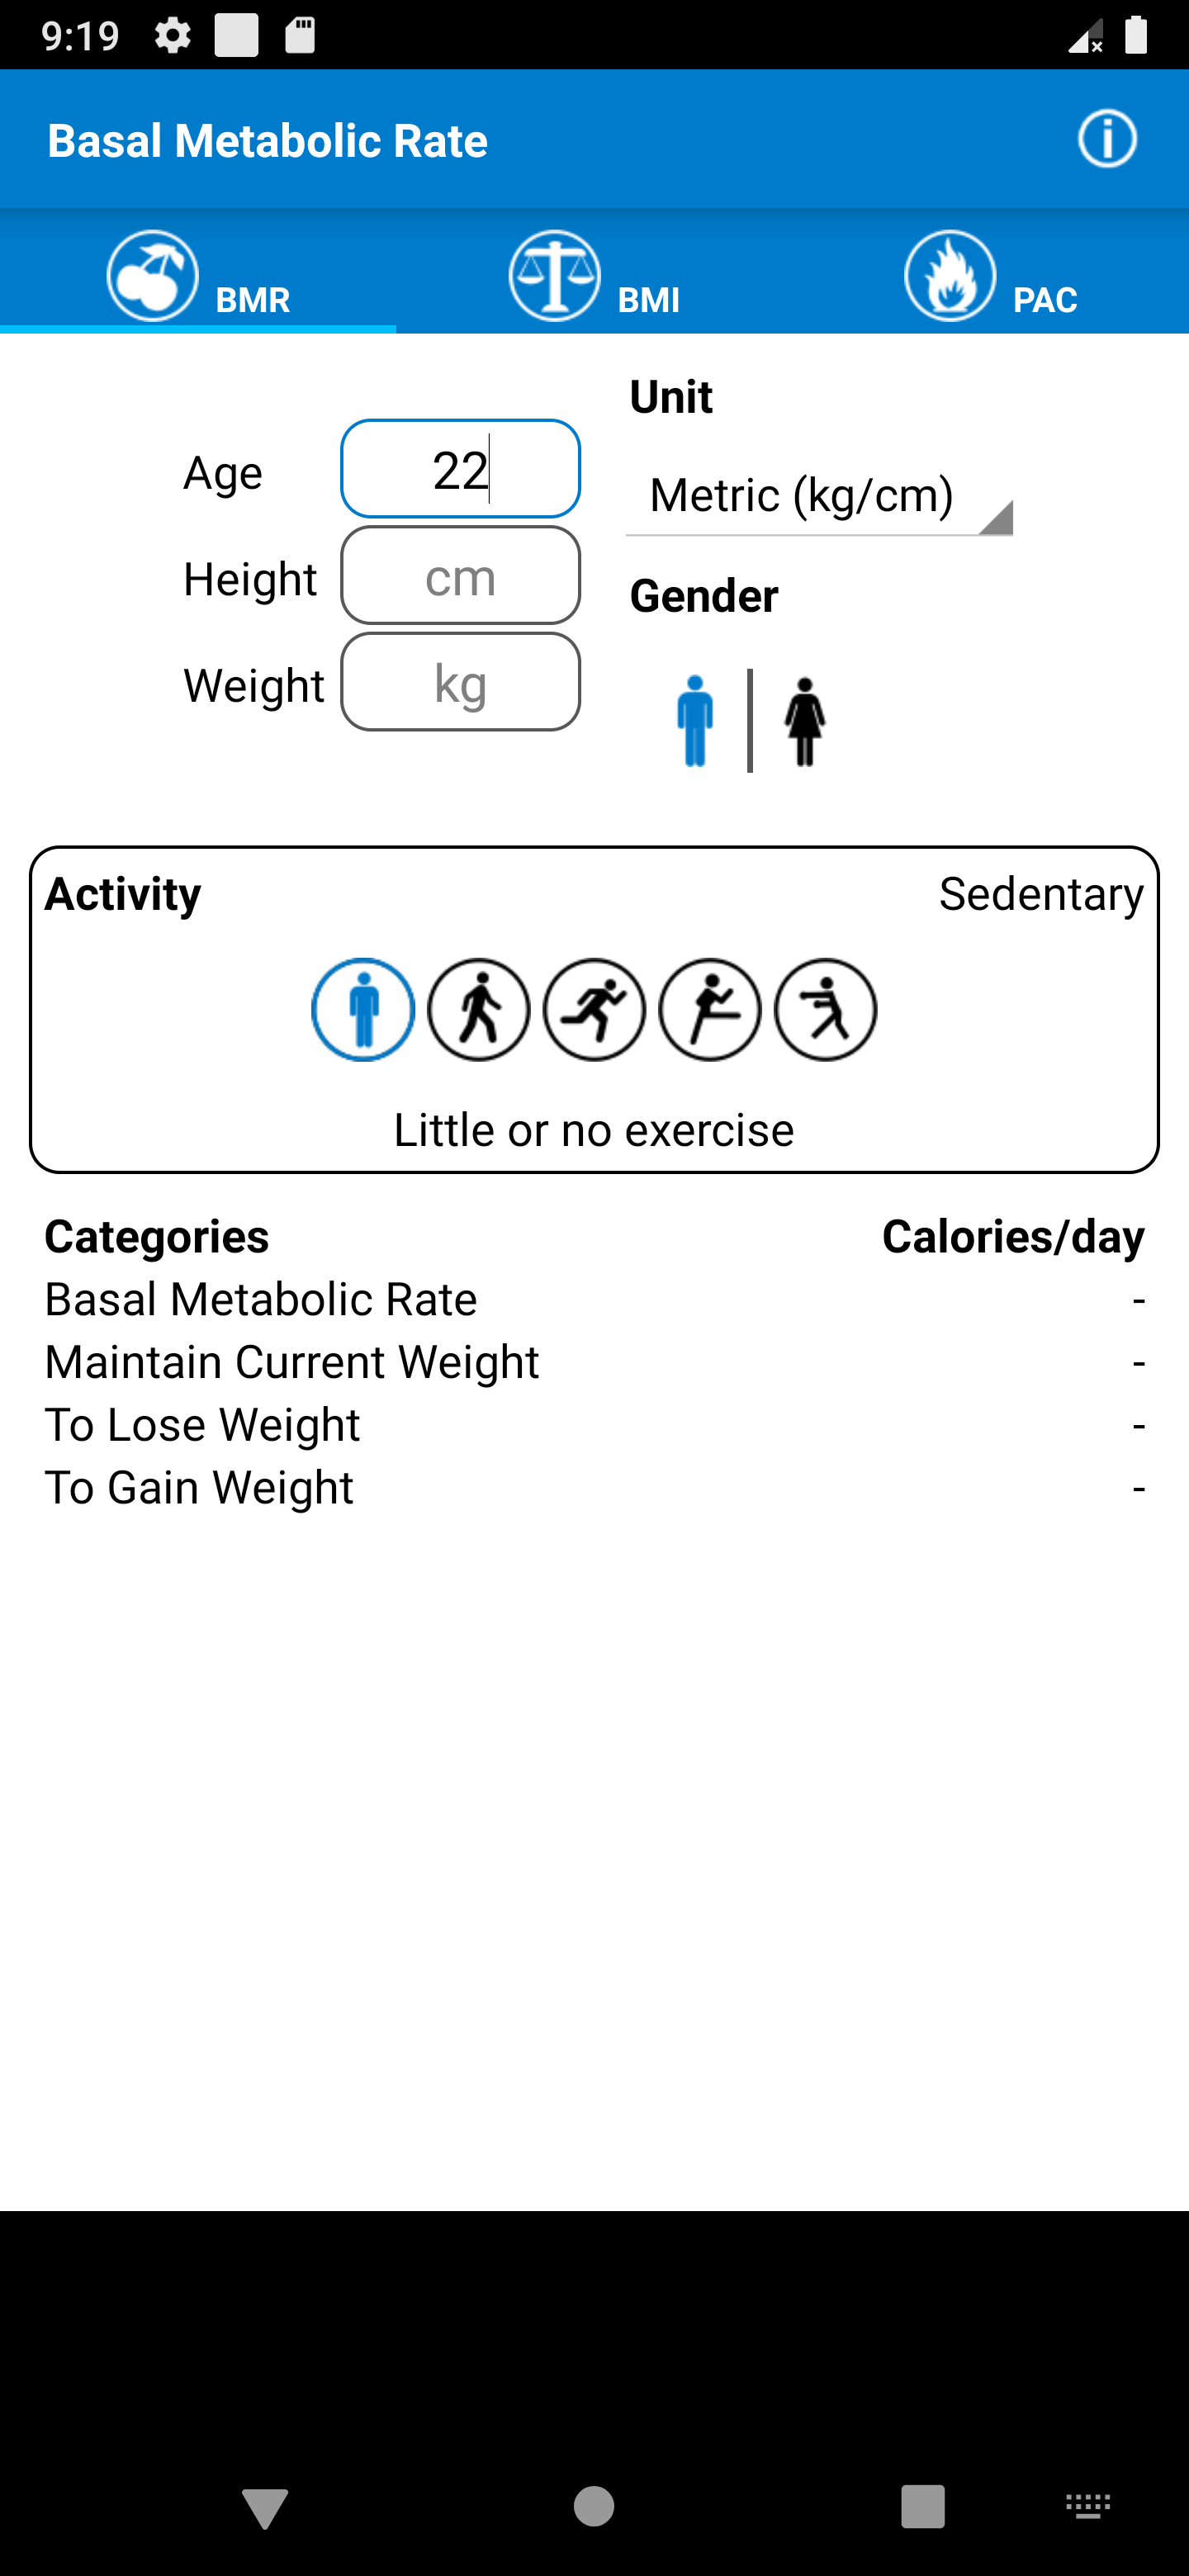 9:19
Basal Metabolic Rate
BMR BMI PAC
Unit
Age 22
Metric (kg/cm)
Height cm
Gender
Weight kg
Activity Sedentary
Little or no exercise
Categories Calories/day
Basal Metabolic Rate -
Maintain Current Weight -
To Lose Weight -
To Gain Weight -